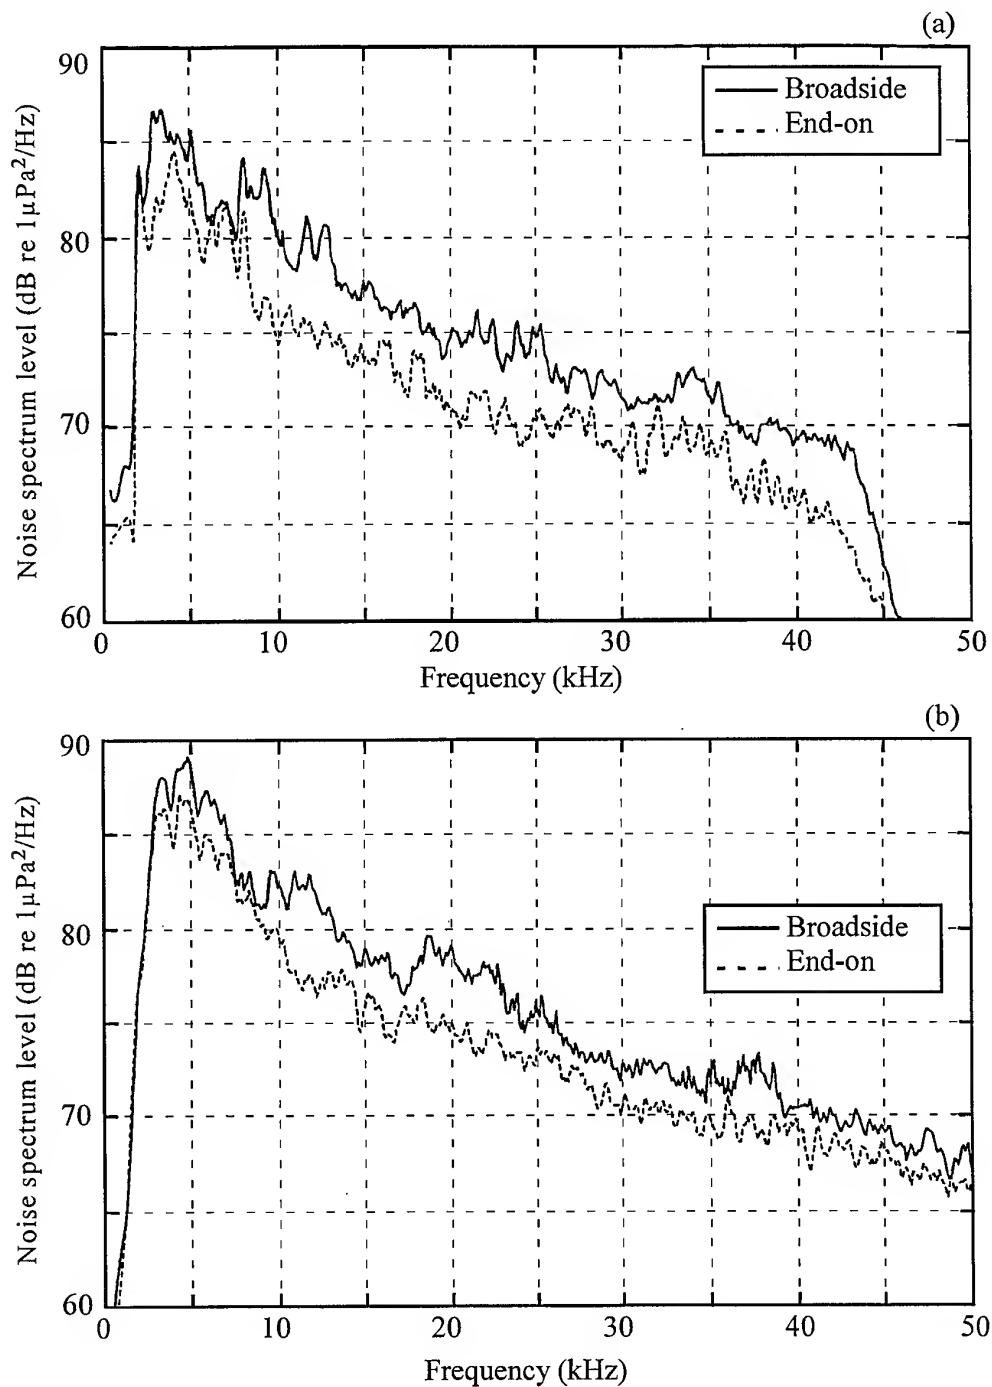 (a)
90
Broadside
End-on
80
70
60
Noise spectrum level (dB re 1μPa²/Hz)
0 10 20 30 40 50
Frequency (kHz)
(b)
90
80
Broadside
End-on
70
60
Noise spectrum level (dB re 1μPa²/Hz)
0 10 20 30 40 50
Frequency (kHz)